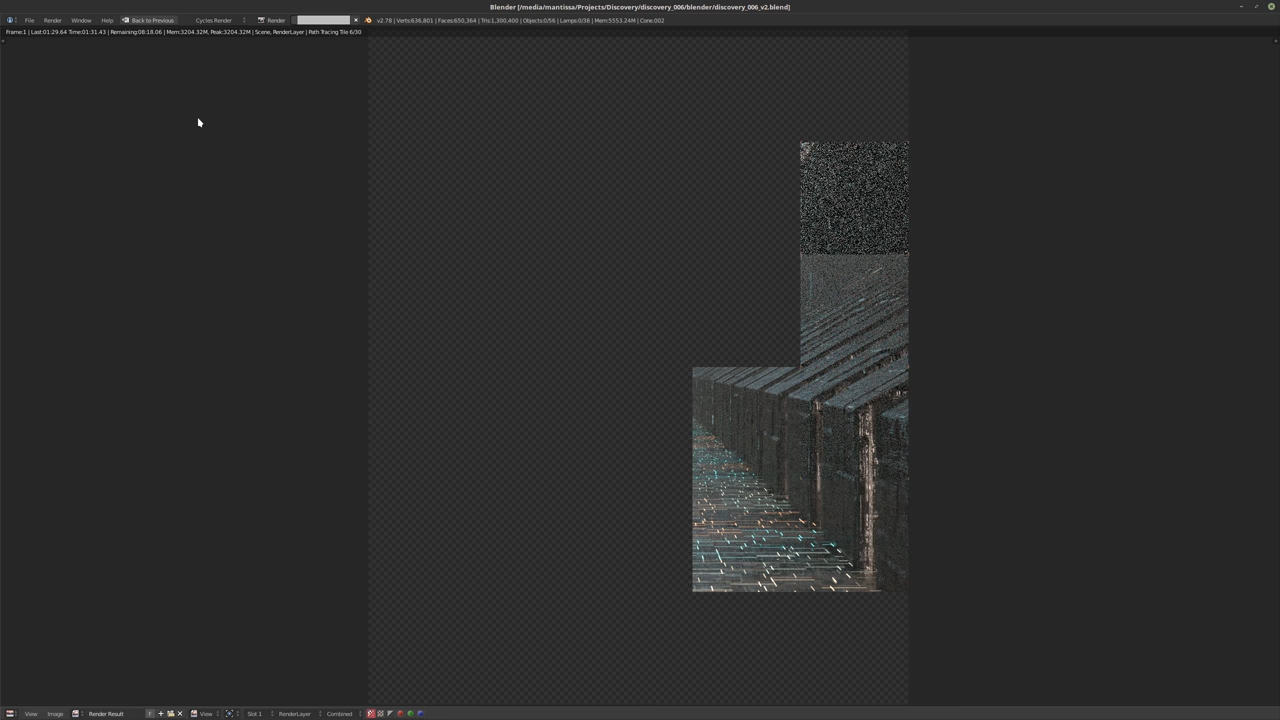 Blender [/media/mantissa/Projects/Discovery/discovery_006/blender/discovery_006_v2.blend]
File Render Window Help Back to Previous Cycles Render Render v2.78 | Verts:636,801 | Faces:650,364 | Tris:1,300,400 | Objects:0/56 | Lamps:0/38 | Mem:5553.24M | Cone.002
Frame:1 | Last:01:29.64 Time:01:31.43 | Remaining:08:18.06 | Mem:3204.32M, Peak:3204.32M | Scene, RenderLayer | Path Tracing Tile 6/30
View Image Render Result F View Slot 1 RenderLayer Combined